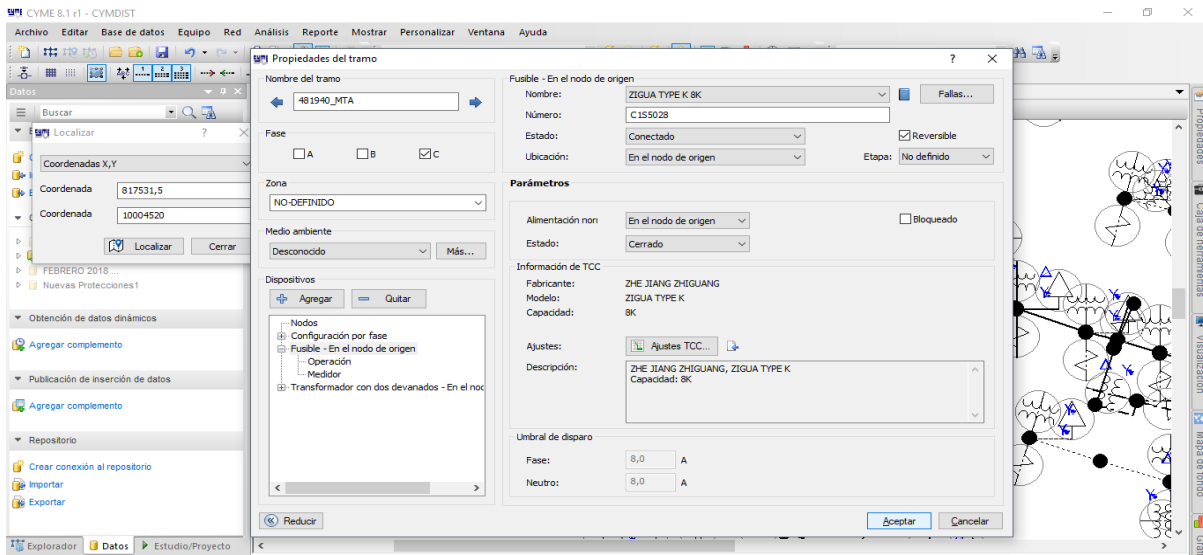 CYME 8.1 r1 - CYMDIST
Archivo Editar Base de datos Equipo Red Análisis Reporte Mostrar Personalizar Ventana Ayuda
Datos
Buscar
Localizar ? ×
Coordenadas X,Y
Coordenada 817531,5
Coordenada 10004520
Localizar Cerrar
FEBRERO 2018 ...
Nuevas Protecciones1
Obtención de datos dinámicos
Agregar complemento
Publicación de inserción de datos
Agregar complemento
Repositorio
Crear conexión al repositorio
Importar
Exportar
Explorador Datos Estudio/Proyecto
Propiedades del tramo ? ×
Nombre del tramo
481940_MTA
Fase
A B C
Zona
NO-DEFINIDO
Medio ambiente
Desconocido Más...
Dispositivos
Agregar Quitar
Nodos
Configuración por fase
Fusible - En el nodo de origen
Operación
Medidor
Transformador con dos devanados - En el nod
Reducir
Fusible - En el nodo de origen
Nombre: ZIGUA TYPE K 8K Fallas...
Número: C1S5028
Estado: Conectado Reversible
Ubicación: En el nodo de origen Etapa: No definido
Parámetros
Alimentación norr En el nodo de origen Bloqueado
Estado: Cerrado
Información de TCC
Fabricante: ZHE JIANG ZHIGUANG
Modelo: ZIGUA TYPE K
Capacidad: 8K
Ajustes: Ajustes TCC...
Descripción: ZHE JIANG ZHIGUANG, ZIGUA TYPE K
Capacidad: 8K
Umbral de disparo
Fase: 8,0 A
Neutro: 8,0 A
Aceptar Cancelar
Propiedades
Caja de herramientas
Visualización
Mapa de fondo